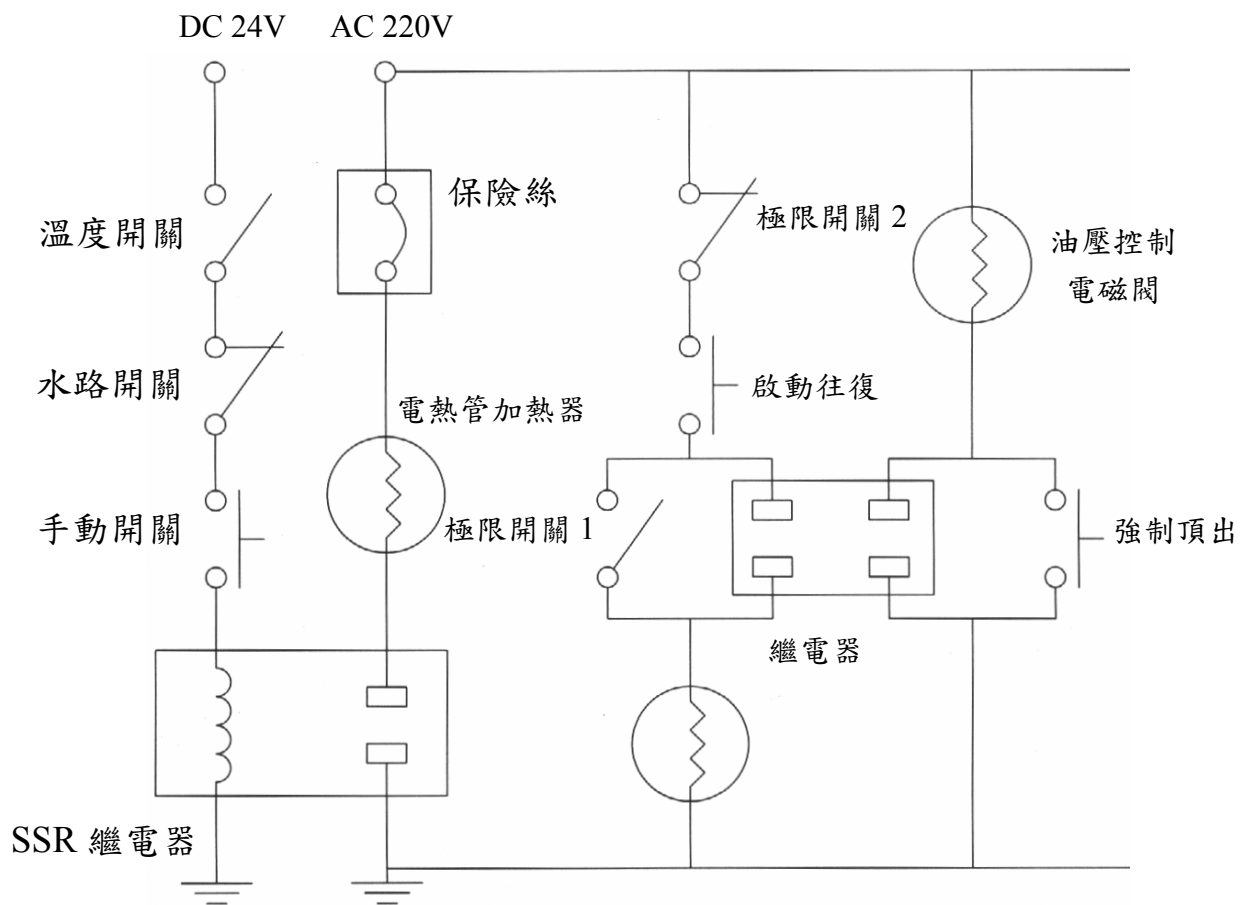 DC 24V
AC 220V
溫度開關
保險絲
極限開關 2
油壓控制
電磁閥
水路開關
啟動往復
電熱管加熱器
手動開關
極限開關 1
強制頂出
繼電器
SSR 繼電器